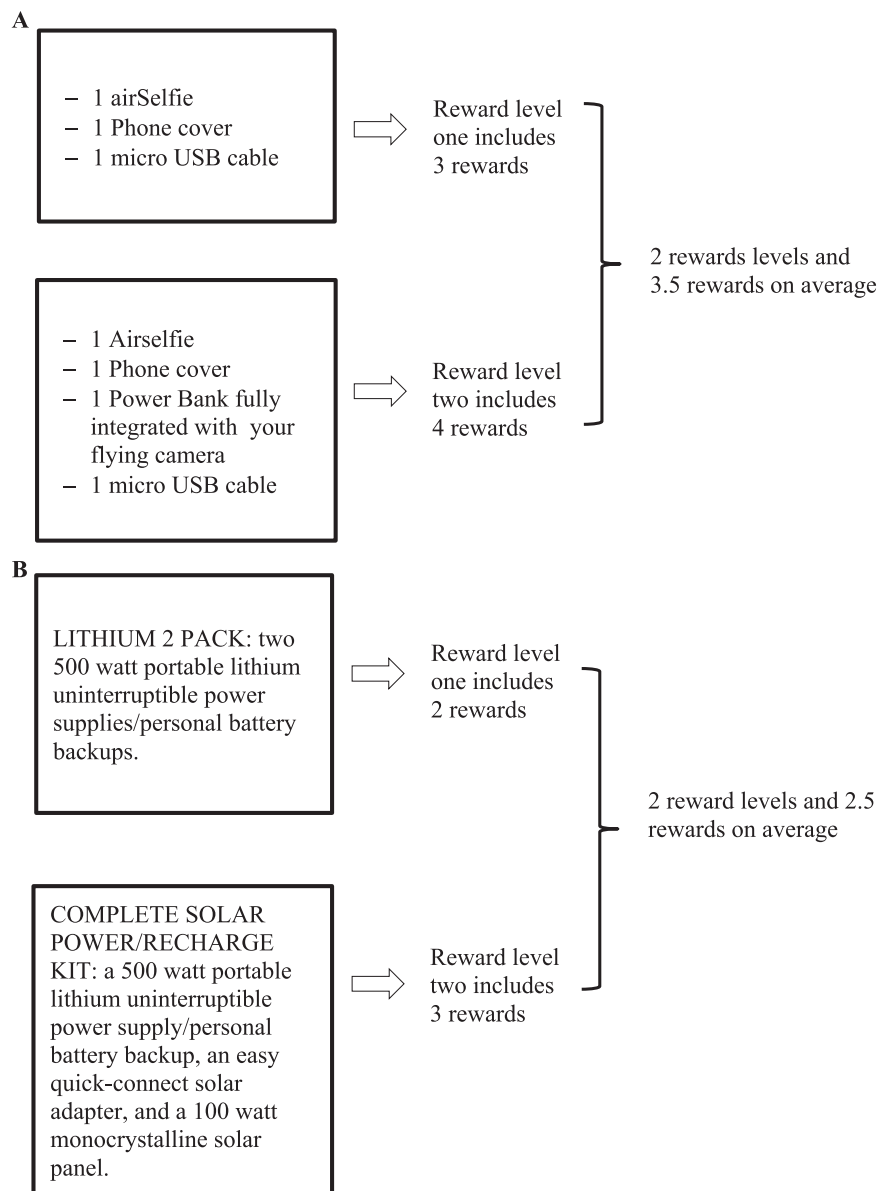 A
– 1 airSelfie
– 1 Phone cover
– 1 micro USB cable
Reward level
one includes
3 rewards
2 rewards levels and
3.5 rewards on average
– 1 Airselfie
– 1 Phone cover
– 1 Power Bank fully
integrated with your
flying camera
– 1 micro USB cable
Reward level
two includes
4 rewards
B
LITHIUM 2 PACK: two
500 watt portable lithium
uninterruptible power
supplies/personal battery
backups.
Reward level
one includes
2 rewards
2 reward levels and 2.5
rewards on average
COMPLETE SOLAR
POWER/RECHARGE
KIT: a 500 watt portable
lithium uninterruptible
power supply/personal
battery backup, an easy
quick-connect solar
adapter, and a 100 watt
monocrystalline solar
panel.
Reward level
two includes
3 rewards